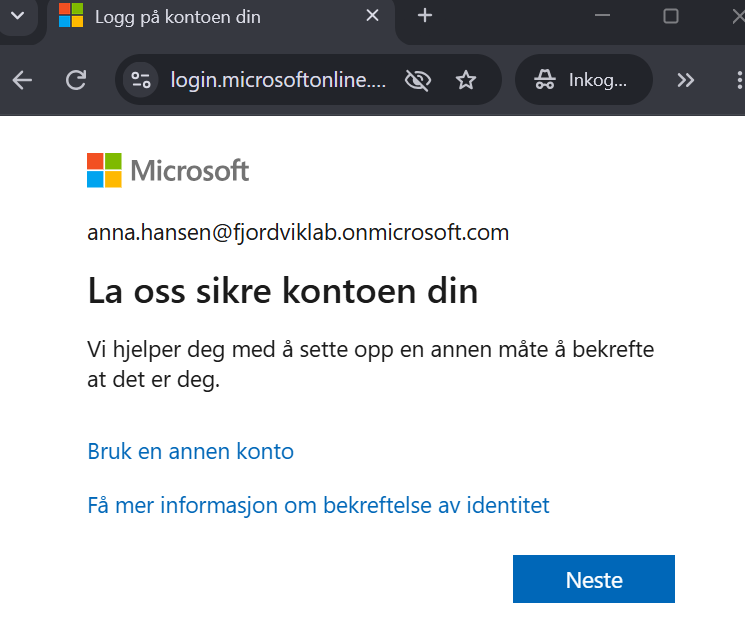 Logg på kontoen din
login.microsoftonline....
Inkog...
Microsoft
anna.hansen@fjordviklab.onmicrosoft.com
La oss sikre kontoen din
Vi hjelper deg med å sette opp en annen måte å bekrefte
at det er deg.
Bruk en annen konto
Få mer informasjon om bekreftelse av identitet
Neste